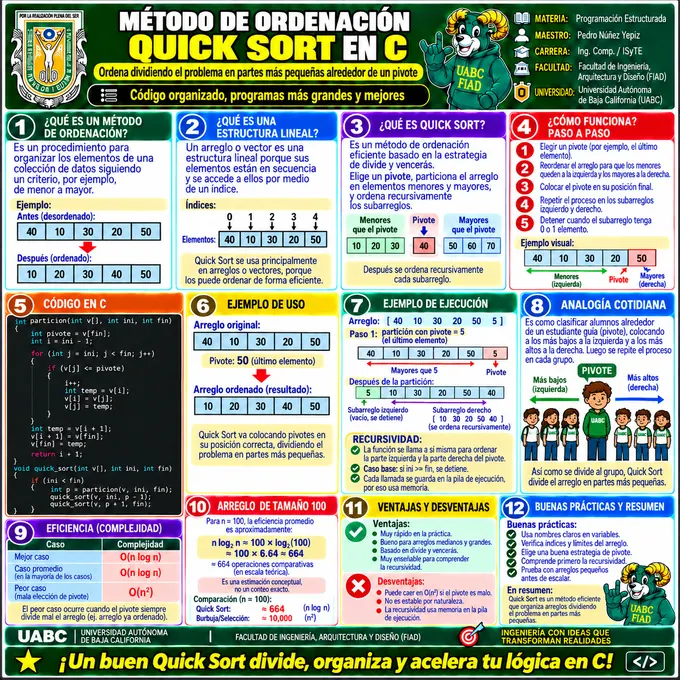 POR LA REALIZACIÓN PLENA DEL SER
MÉTODO DE ORDENACIÓN
QUICK SORT EN C
Ordena dividiendo el problema en partes más pequeñas alrededor de un pivote
Código organizado, programas más grandes y mejores
UABC
FIAD
MATERIA: Programación Estructurada
MAESTRO: Pedro Núñez Yepiz
CARRERA: Ing. Comp. / ISyTE
FACULTAD: Facultad de Ingeniería,
Arquitectura y Diseño (FIAD)
UNIVERSIDAD: Universidad Autónoma
de Baja California (UABC)
1 ¿QUÉ ES UN MÉTODO
DE ORDENACIÓN?
Es un procedimiento para
organizar los elementos de una
colección de datos siguiendo
un criterio, por ejemplo,
de menor a mayor.
Ejemplo:
Antes (desordenado):
40 10 30 20 50
Después (ordenado):
10 20 30 40 50
2 ¿QUÉ ES UNA
ESTRUCTURA LINEAL?
Un arreglo o vector es una
estructura lineal porque sus
elementos están en secuencia
y se accede a ellos por medio
de un índice.
Índices:
0 1 2 3 4
Elementos: 40 10 30 20 50
Quick Sort se usa principalmente
en arreglos o vectores, porque
los puede ordenar de forma eficiente.
3 ¿QUÉ ES QUICK SORT?
Es un método de ordenación
eficiente basado en la estrategia
de divide y vencerás.
Elige un pivote, particiona el arreglo
en elementos menores y mayores,
y ordena recursivamente
los subarreglos.
Menores que el pivote
Pivote
Mayores que el pivote
10 20 30 40 50 60 70
Después se ordena recursivamente
cada subarreglo.
4 ¿CÓMO FUNCIONA?
PASO A PASO
1 Elegir un pivote (por ejemplo, el último
elemento).
2 Reordenar el arreglo para que los menores
queden a la izquierda y los mayores a la derecha.
3 Colocar el pivote en su posición final.
4 Repetir el proceso en los subarreglos
izquierdo y derecho.
5 Detener cuando el subarreglo tenga
0 o 1 elemento.
Ejemplo visual:
40 10 30 20 50
Menores
(izquierda)
Pivote
Mayores
(derecha)
5 CÓDIGO EN C
int particion(int v[], int ini, int fin)
{
int pivote = v[fin];
int i = ini - 1;
for (int j = ini; j < fin; j++)
{
if (v[j] <= pivote)
{
i++;
int temp = v[i];
v[i] = v[j];
v[j] = temp;
}
}
int temp = v[i + 1];
v[i + 1] = v[fin];
v[fin] = temp;
return i + 1;
}
void quick_sort(int v[], int ini, int fin)
{
if (ini < fin)
{
int p = particion(v, ini, fin);
quick_sort(v, ini, p - 1);
quick_sort(v, p + 1, fin);
}
}
6 EJEMPLO DE USO
Arreglo original:
40 10 30 20 50
Pivote: 50 (último elemento)
Arreglo ordenado (resultado):
10 20 30 40 50
Quick Sort va colocando pivotes en
su posición correcta, dividiendo el
problema en partes más pequeñas.
7 EJEMPLO DE EJECUCIÓN
Arreglo: [ 40 10 30 20 50 5 ]
Paso 1: partición con pivote = 5
(el último elemento)
40 10 30 20 50 5
Mayores que 5
Pivote
Después de la partición:
5 10 30 20 50 40
Subarreglo izquierdo
(vacío, se detiene)
Subarreglo derecho
[ 10 30 20 50 40 ]
(se ordena recursivamente)
RECURSIVIDAD:
La función se llama a sí misma para ordenar
la parte izquierda y la parte derecha del pivote.
Caso base: si ini >= fin, se detiene.
Cada llamada se guarda en la pila de ejecución,
por eso usa memoria.
8 ANALOGÍA COTIDIANA
Es como clasificar alumnos alrededor
de un estudiante guía (pivote), colocando
a los más bajos a la izquierda y a los más
altos a la derecha. Luego se repite el proceso
en cada grupo.
Más bajos
(izquierda)
PIVOTE
Más altos
(derecha)
Así como se divide al grupo, Quick Sort
divide el arreglo en partes más pequeñas.
9 EFICIENCIA (COMPLEJIDAD)
Caso Complejidad
Mejor caso O(n log n)
Caso promedio
(en la mayoría de los casos) O(n log n)
Peor caso
(mala elección de pivote) O(n²)
El peor caso ocurre cuando el pivote siempre
divide mal el arreglo (ej. arreglo ya ordenado).
10 ARREGLO DE TAMAÑO 100
Para n = 100, la eficiencia promedio
es aproximadamente:
n log₂ n ≈ 100 × log₂(100)
≈ 100 × 6.64 ≈ 664
≈ 664 operaciones comparativas
(en escala teórica).
Es una estimación conceptual,
no un conteo exacto.
Comparación (n = 100):
Quick Sort: ≈ 664 (n log n)
Burbuja/Selección: ≈ 10,000 (n²)
11 VENTAJAS Y DESVENTAJAS
Ventajas:
Muy rápido en la práctica.
Bueno para arreglos medianos y grandes.
Basado en divide y vencerás.
Muy enseñable para comprender
la recursividad.
Desventajas:
Puede caer en O(n²) si el pivote es malo.
No es estable por naturaleza.
La recursividad usa memoria en la pila
de ejecución.
12 BUENAS PRÁCTICAS Y RESUMEN
Buenas prácticas:
Usa nombres claros en variables.
Verifica índices y límites del arreglo.
Elige una buena estrategia de pivote.
Comprende primero la recursividad.
Prueba con arreglos pequeños
antes de escalar.
En resumen:
Quick Sort es un método eficiente
que organiza arreglos dividiendo
el problema en partes más
pequeñas.
UABC
FIAD
UABC
UNIVERSIDAD AUTÓNOMA
DE BAJA CALIFORNIA
FACULTAD DE INGENIERÍA, ARQUITECTURA Y DISEÑO (FIAD)
INGENIERÍA CON IDEAS QUE
TRANSFORMAN REALIDADES
¡Un buen Quick Sort divide, organiza y acelera tu lógica en C!
</>